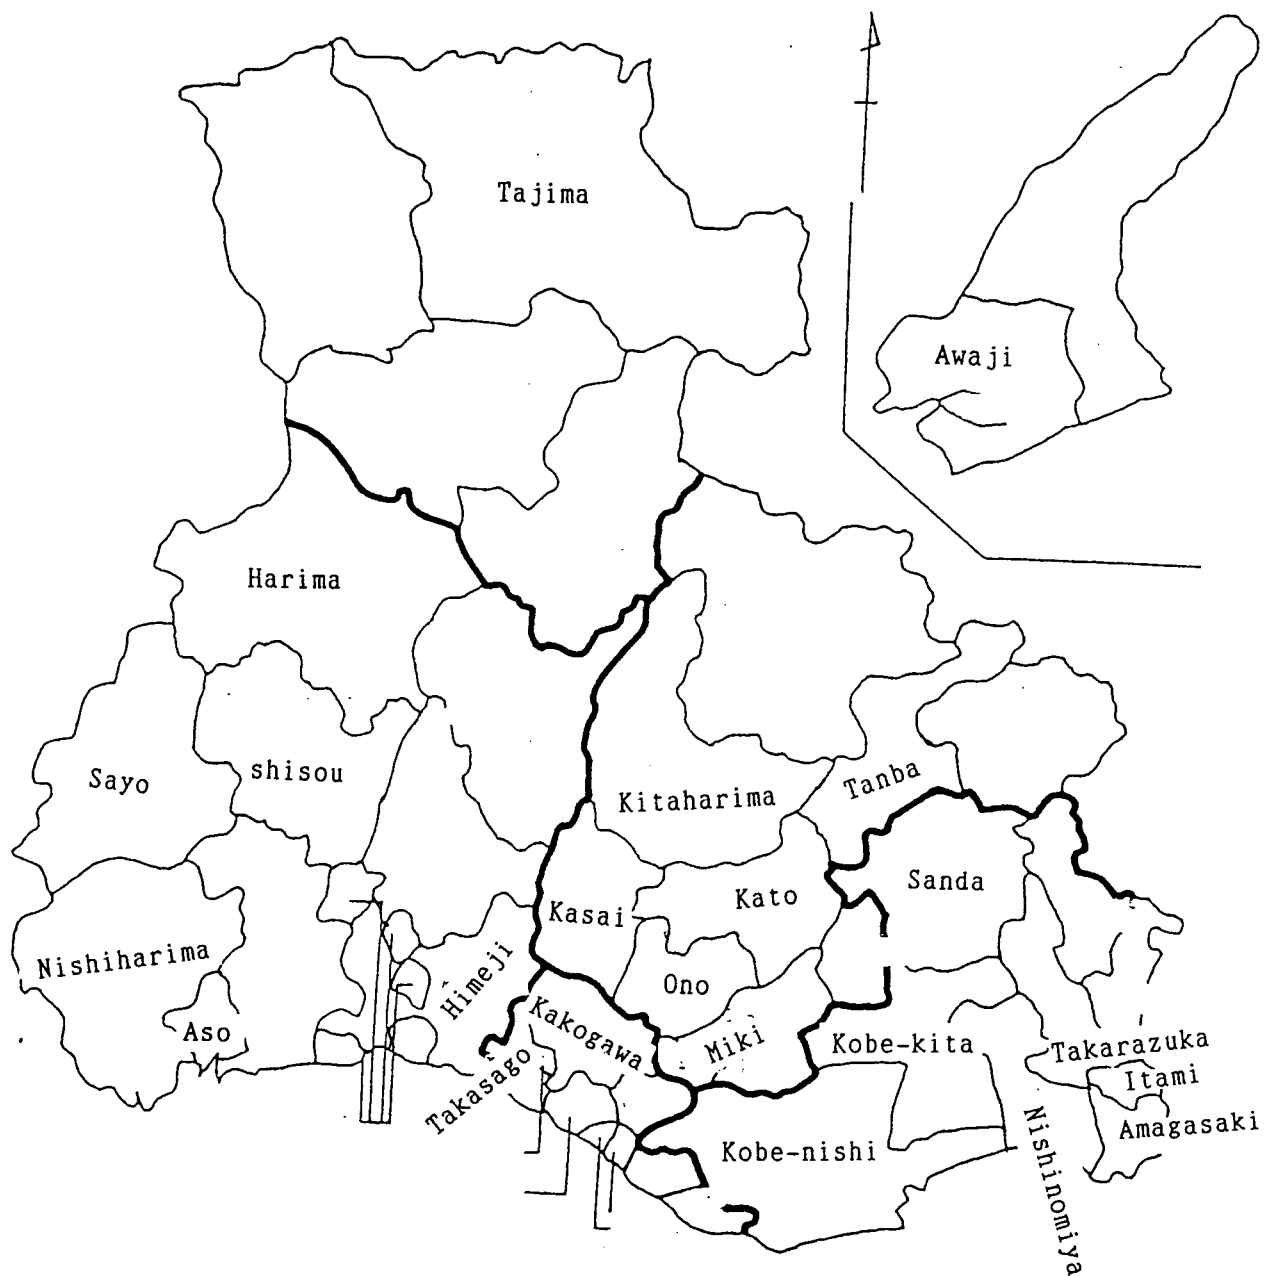 Tajima
Awaji
Harima
Sayo
shisou
Kitaharima
Tanba
Sanda
Kasai
Kato
Nishiharima
Himeji
Ono
Aso
Kakogawa
Miki
Kobe-kita
Takarazuka
Takasago
Itami
Amagasaki
Kobe-nishi
Nishinomiya